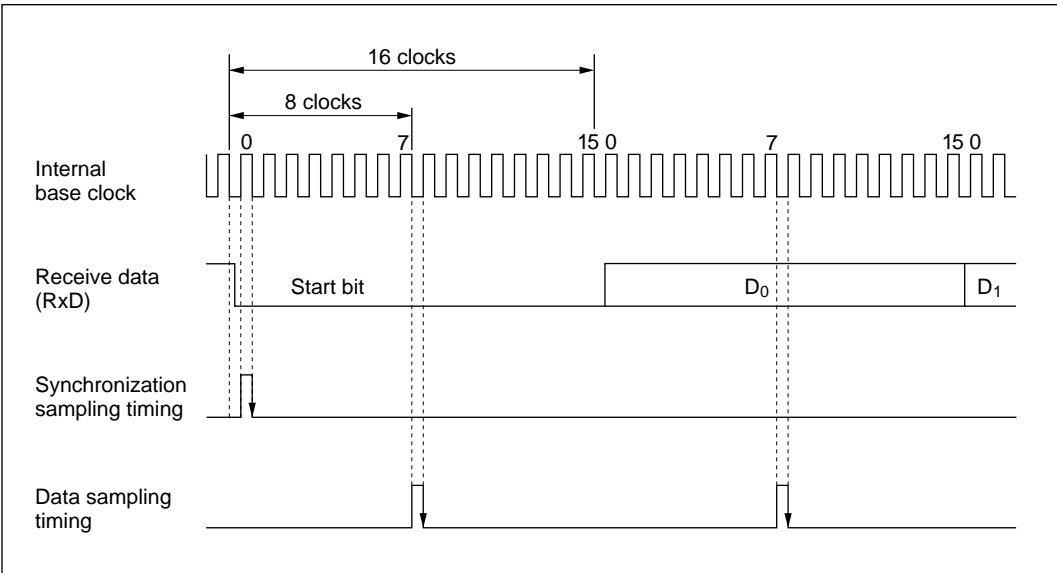 16 clocks
8 clocks
0 7 15 0 7 15 0
Internal
base clock
Receive data
(RxD)
Start bit
D0
D1
Synchronization
sampling timing
Data sampling
timing